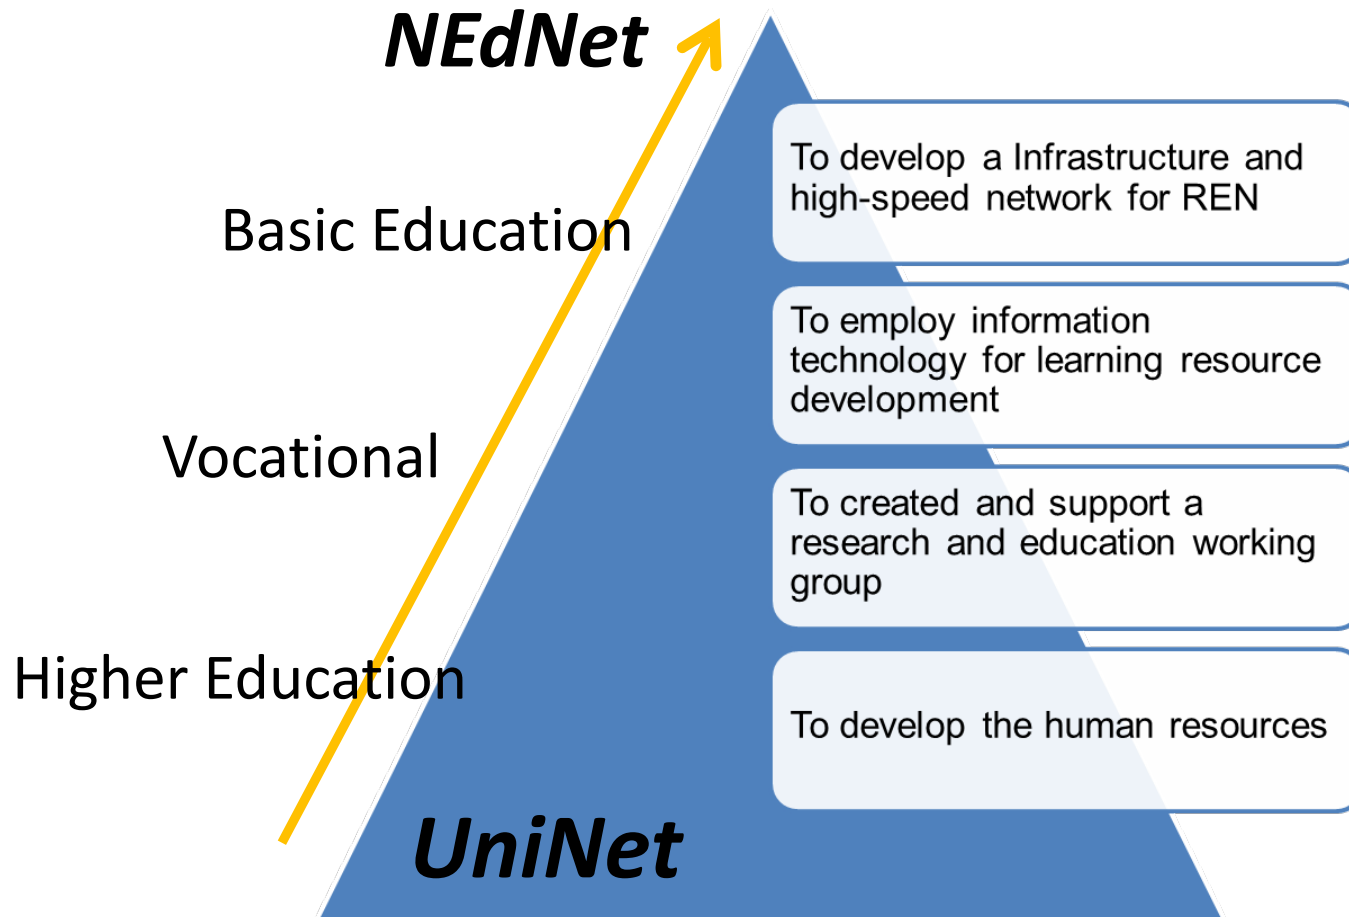 NEdNet
Basic Education
Vocational
Higher Education
UniNet
To develop a Infrastructure and
high-speed network for REN
To employ information
technology for learning resource
development
To created and support a
research and education working
group
To develop the human resources